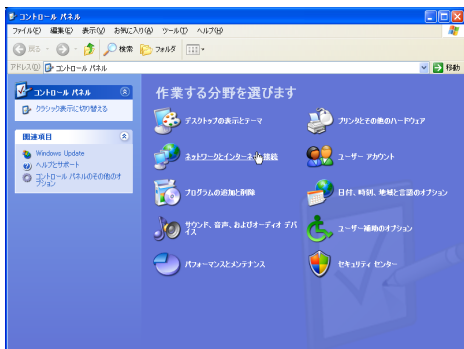 コントロール パネル
ファイル(F) 編集(E) 表示(V) お気に入り(A) ツール(T) ヘルプ(H)
戻る 検索 フォルダ
アドレス(D) コントロール パネル 移動
コントロール パネル
クラシック表示に切り替える
関連項目
Windows Update
ヘルプとサポート
コントロール パネルのその他のオ
プション
作業する分野を選びます
デスクトップの表示とテーマ
プリンタとその他のハードウェア
ネットワークとインターネット接続
ユーザー アカウント
プログラムの追加と削除
日付、時刻、地域と言語のオプション
サウンド、音声、およびオーディオ デバ
イス
ユーザー補助のオプション
パフォーマンスとメンテナンス
セキュリティ センター